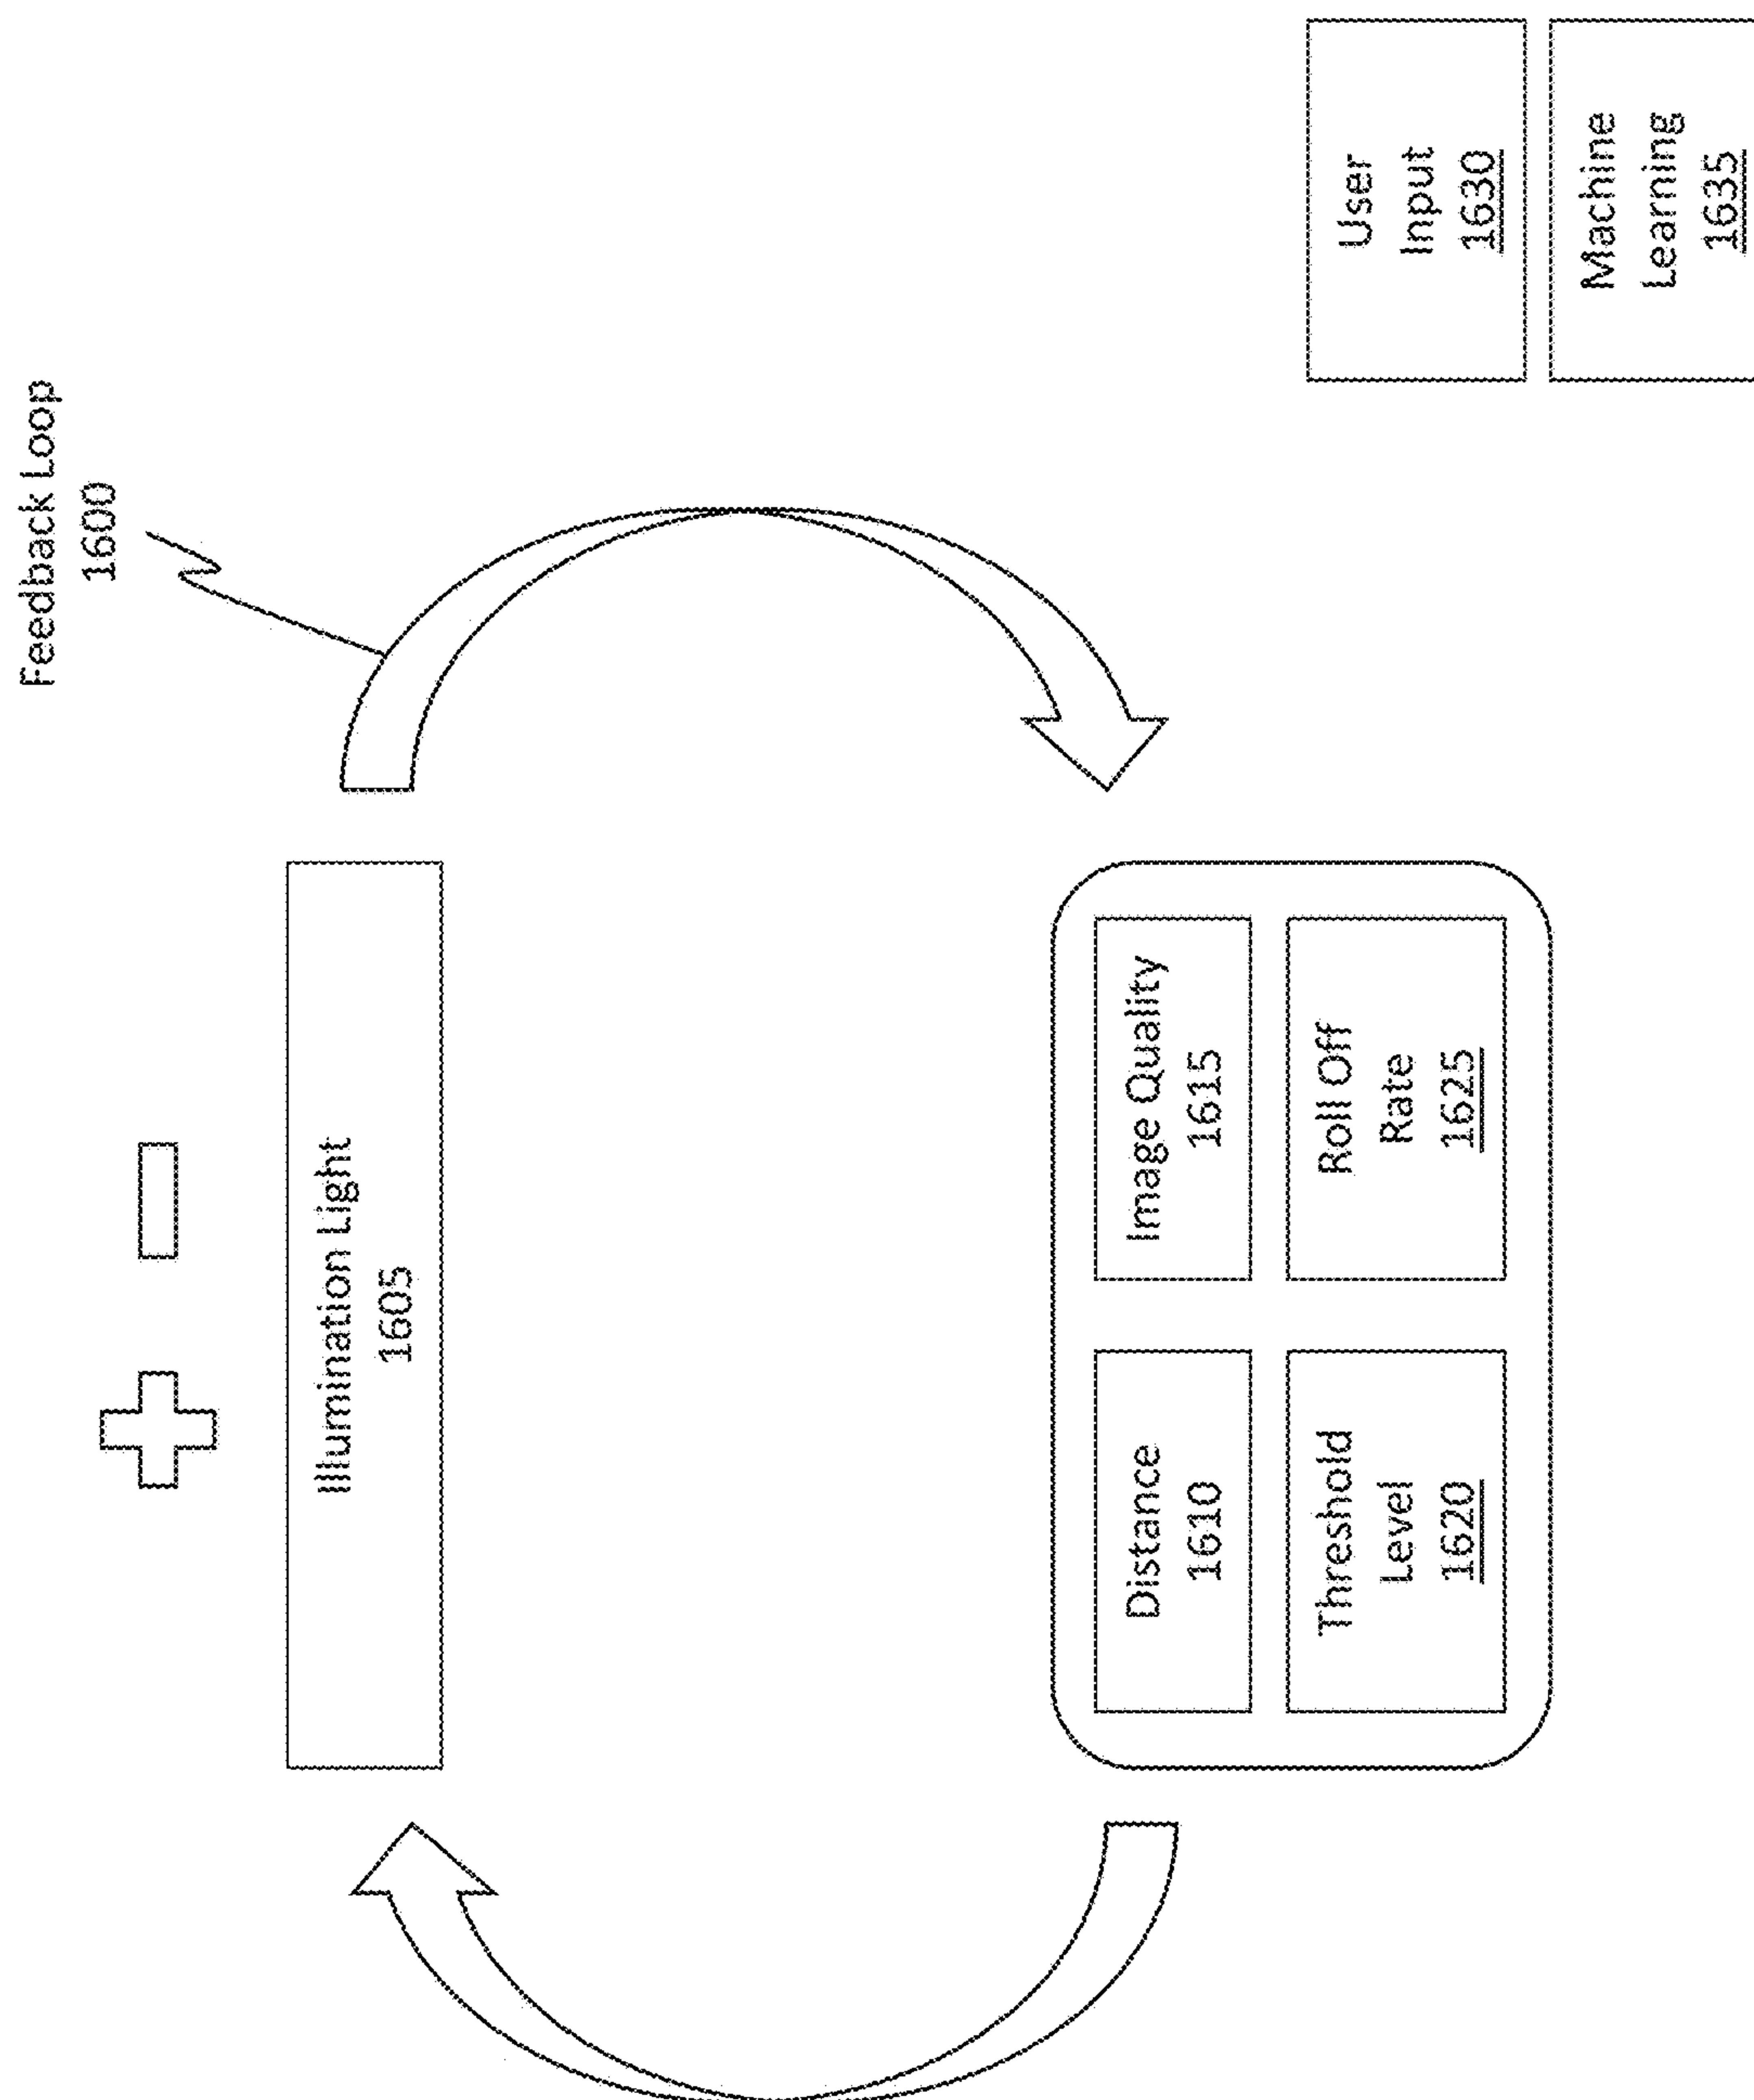 Feedback Loop
1600
Illumination Light
1605
Distance
1610
Image Quality
1615
Threshold
Level
1620
Roll Off
Rate
1625
User
Input
1630
Machine
Learning
1635